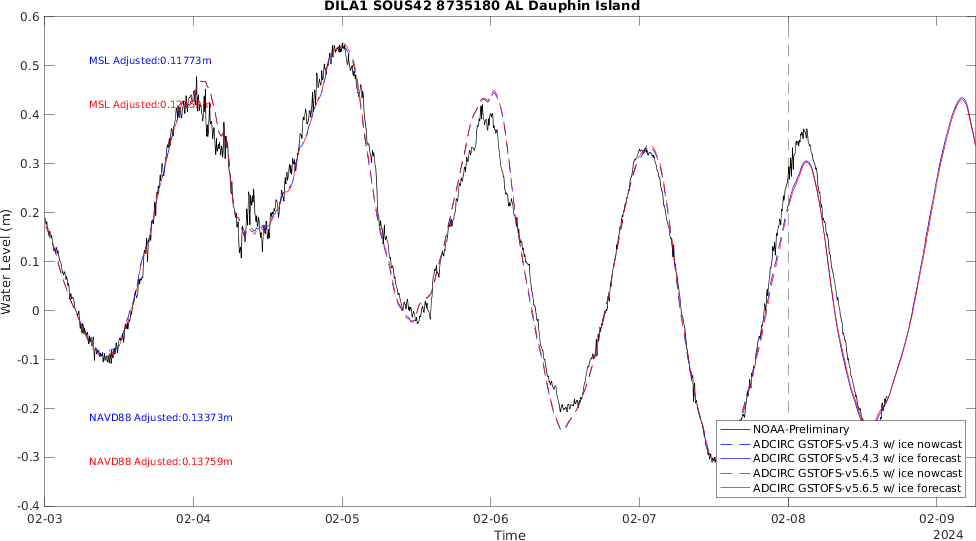 DILA1 SOUS42 8735180 AL Dauphin Island
0.6
0.5
0.4
0.3
0.2
0.1
0
-0.1
-0.2
-0.3
-0.4
Water Level (m)
MSL Adjusted:0.11773m
MSL
NAVD88 Adjusted:0.13373m
NAVD88 Adjusted:0.13759m
NOAA-Preliminary
ADCIRC GSTOFS-v5.4.3 w/ ice nowcast
ADCIRC GSTOFS-v5.4.3 w/ ice forecast
ADCIRC GSTOFS-v5.6.5 w/ ice nowcast
ADCIRC GSTOFS-v5.6.5 w/ ice forecast
02-03 02-04 02-05 02-06 02-07 02-08 02-09
Time
2024